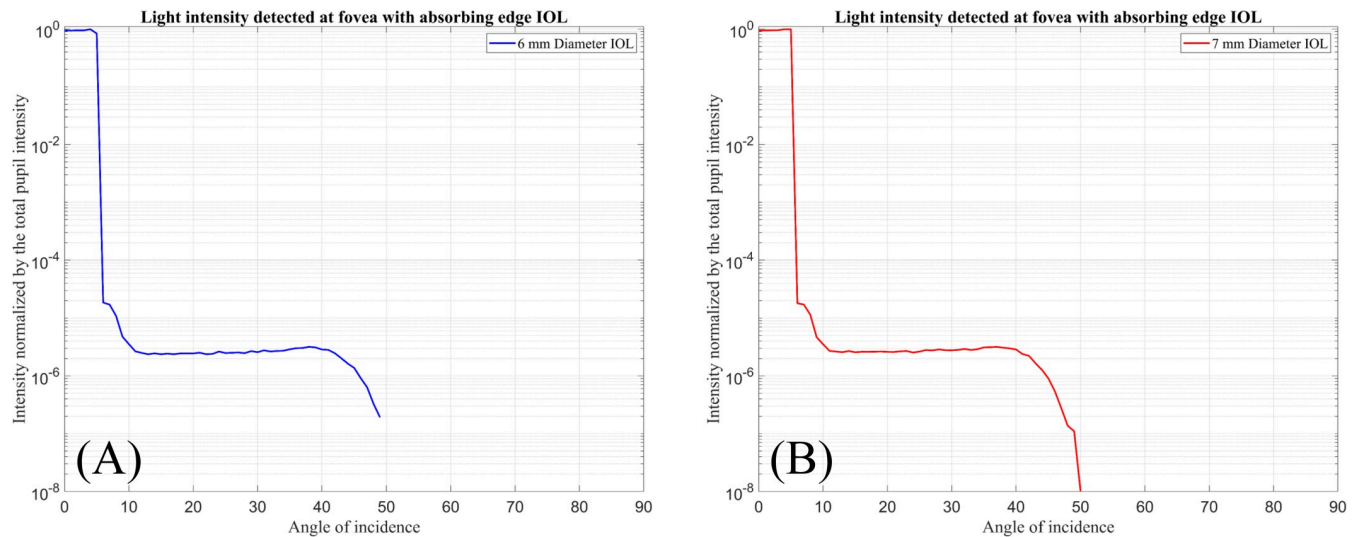 Light intensity detected at fovea with absorbing edge IOL
6 mm Diameter IOL
Intensity normalized by the total pupil intensity
10^0
10^-2
10^-4
10^-6
10^-8
(A)
0 10 20 30 40 50 60 70 80 90
Angle of incidence
Light intensity detected at fovea with absorbing edge IOL
7 mm Diameter IOL
Intensity normalized by the total pupil intensity
10^0
10^-2
10^-4
10^-6
10^-8
(B)
0 10 20 30 40 50 60 70 80 90
Angle of incidence